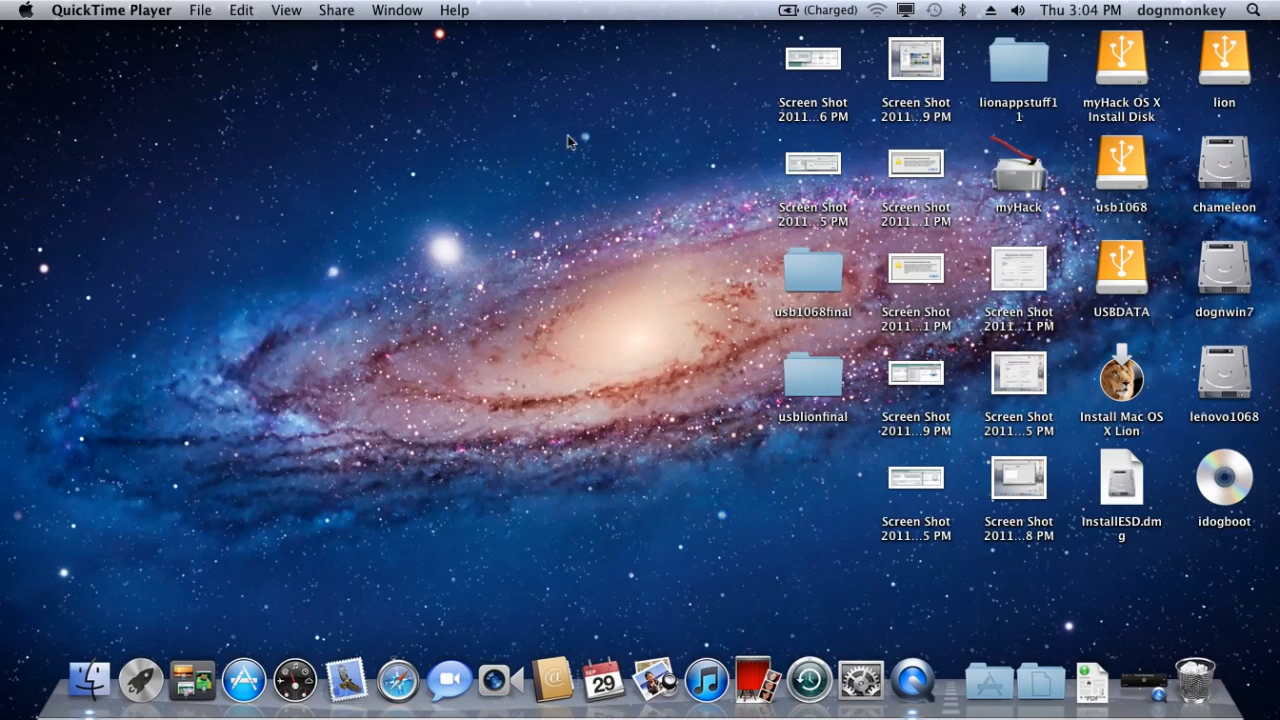 QuickTime Player File Edit View Share Window Help (Charged) Thu 3:04 PM dognmonkey
Screen Shot
2011...6 PM
Screen Shot
2011...9 PM
lionappstuff1
1
myHack OS X
Install Disk
lion
Screen Shot
2011...5 PM
Screen Shot
2011...1 PM
myHack
usb1068
chameleon
usb1068final
Screen Shot
2011...1 PM
Screen Shot
2011...1 PM
USBDATA
dognwin7
usblionfinal
Screen Shot
2011...9 PM
Screen Shot
2011...5 PM
Install Mac OS
X Lion
lenovo1068
Screen Shot
2011...5 PM
Screen Shot
2011...8 PM
InstallESD.dm
g
idogboot
29
PDF